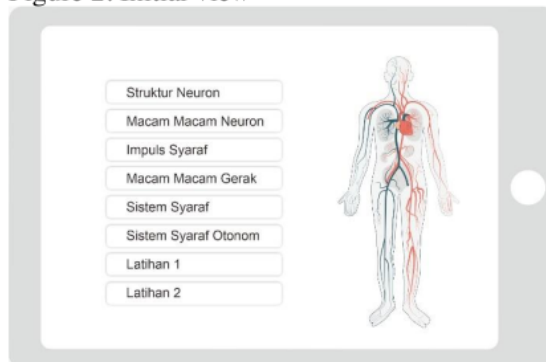 Struktur Neuron
Macam Macam Neuron
Impuls Syaraf
Macam Macam Gerak
Sistem Syaraf
Sistem Syaraf Otonom
Latihan 1
Latihan 2